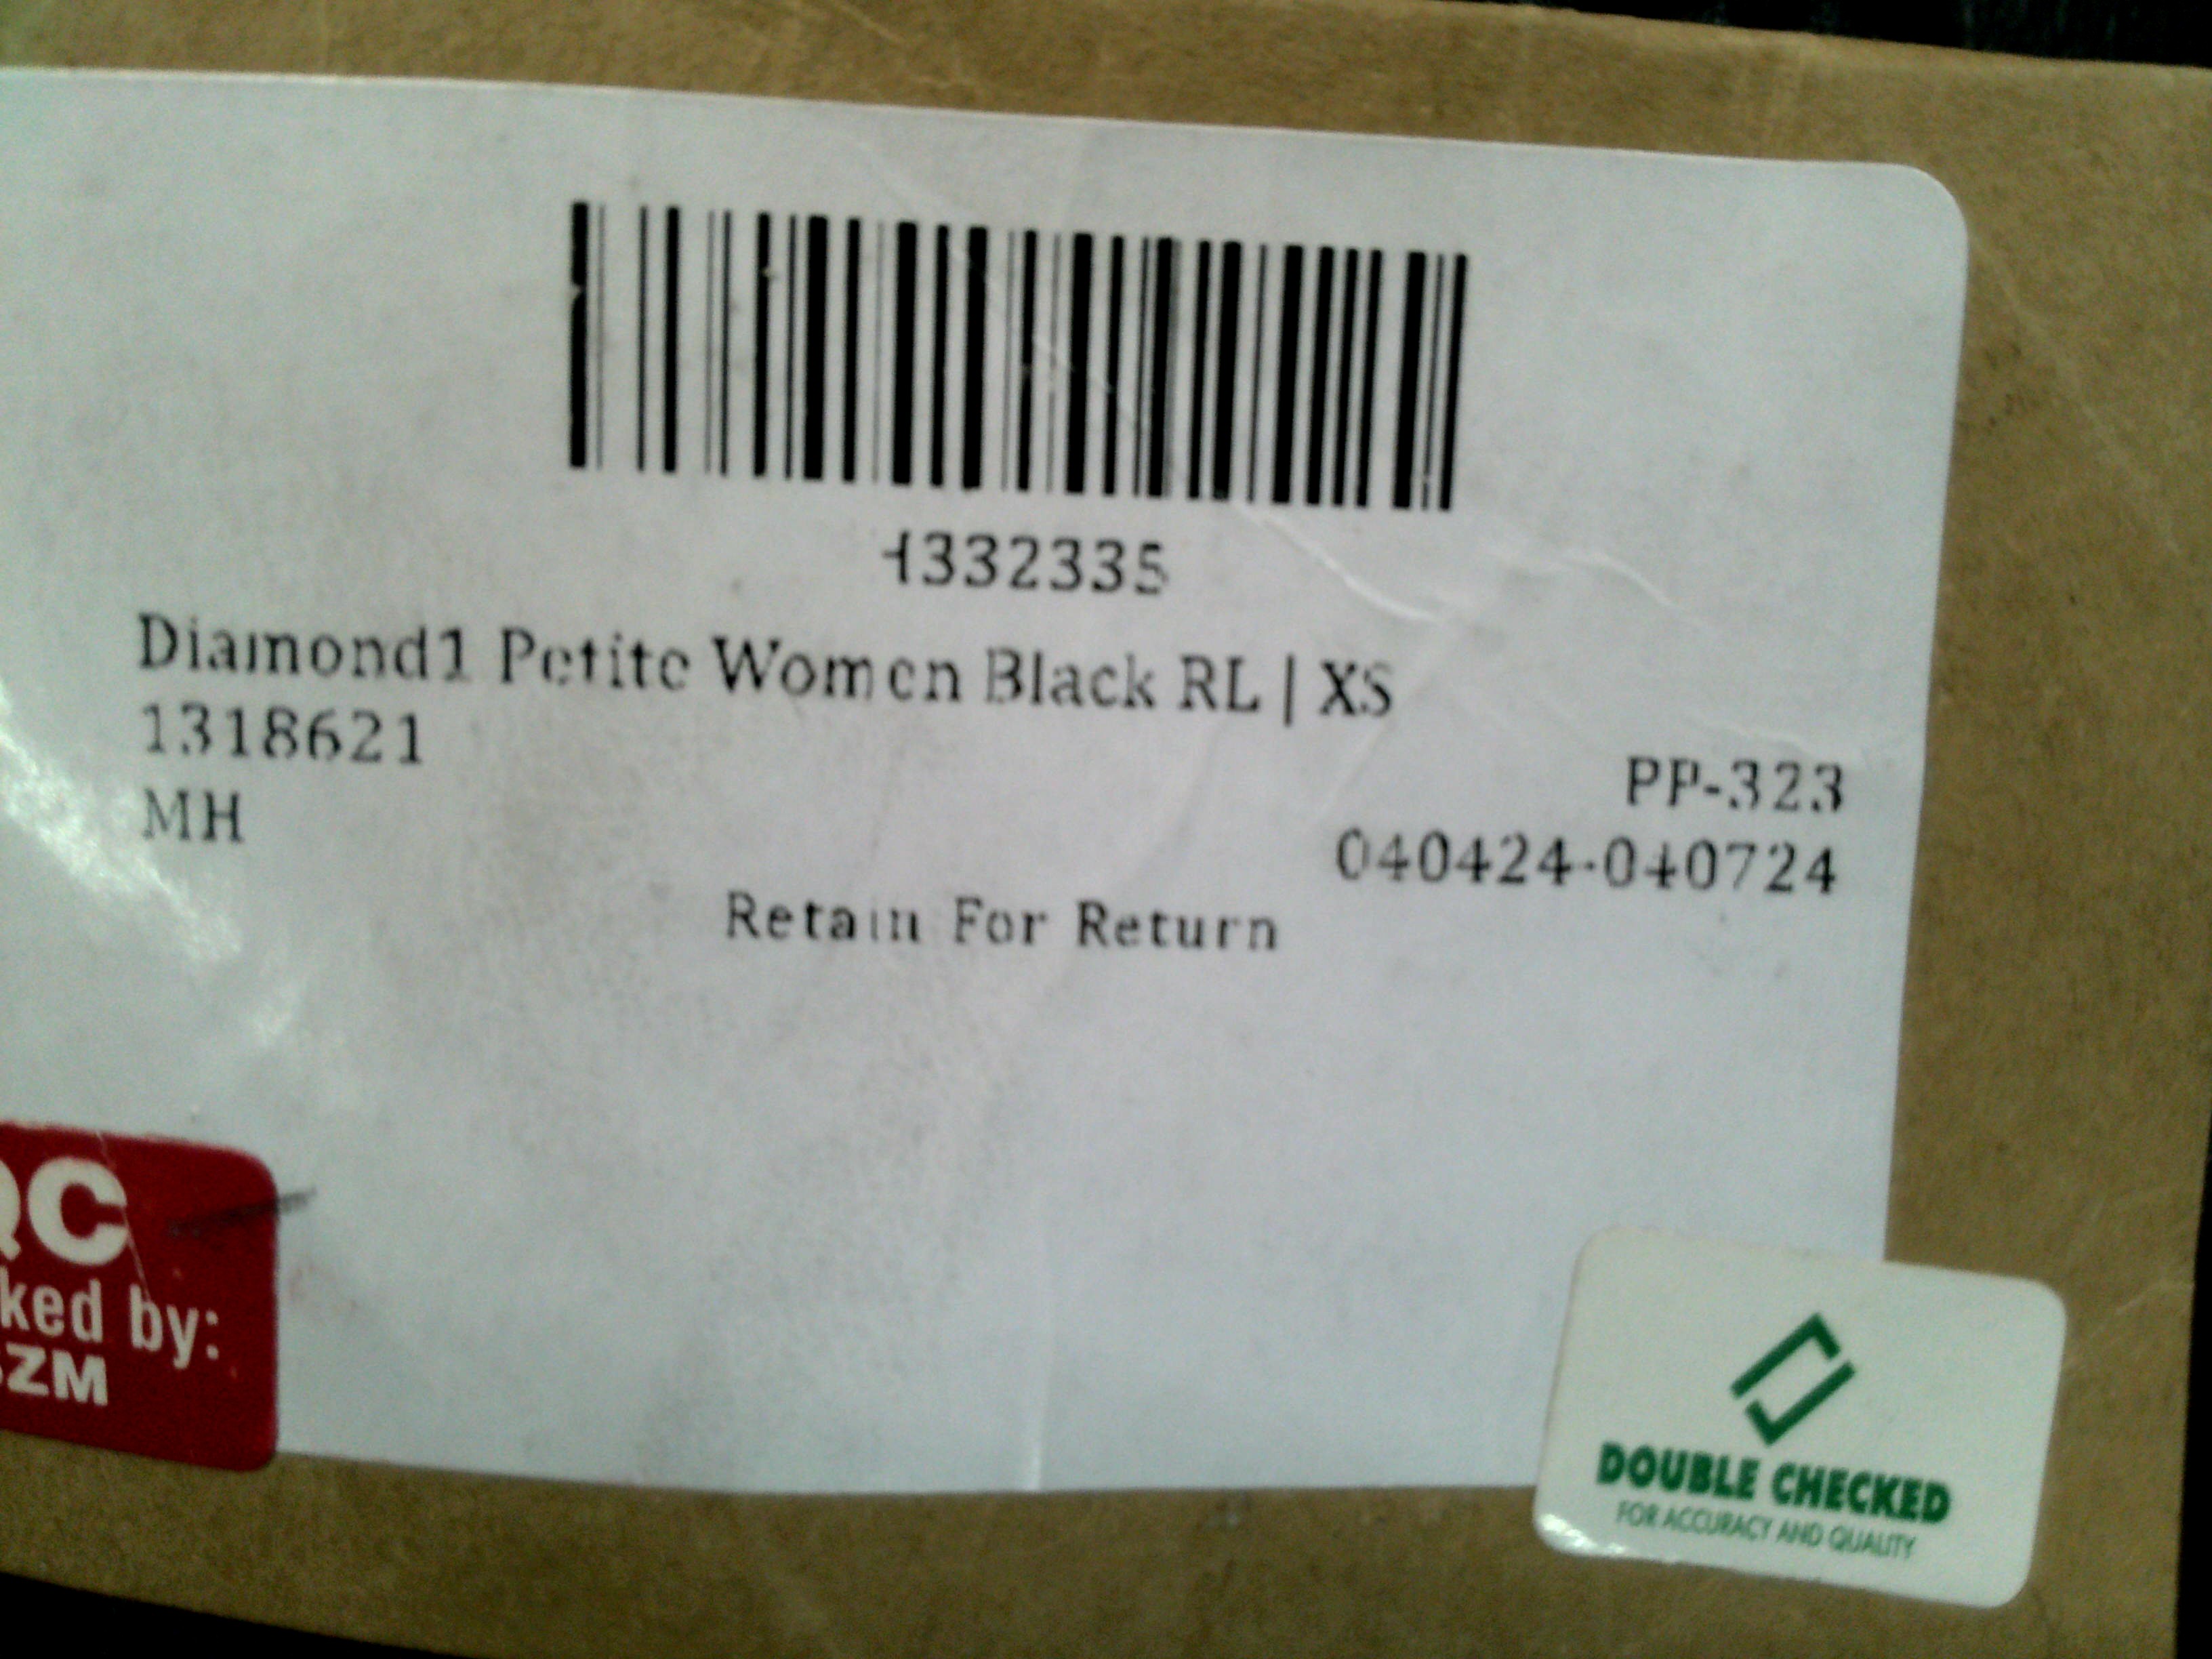 1332335
Diamond1 Petite Women Black RL | XS
1318621
PP-323
MH
040424-040724
Retain For Return
QC
ked by:
ZM
DOUBLE CHECKED
FOR ACCURACY AND QUALITY